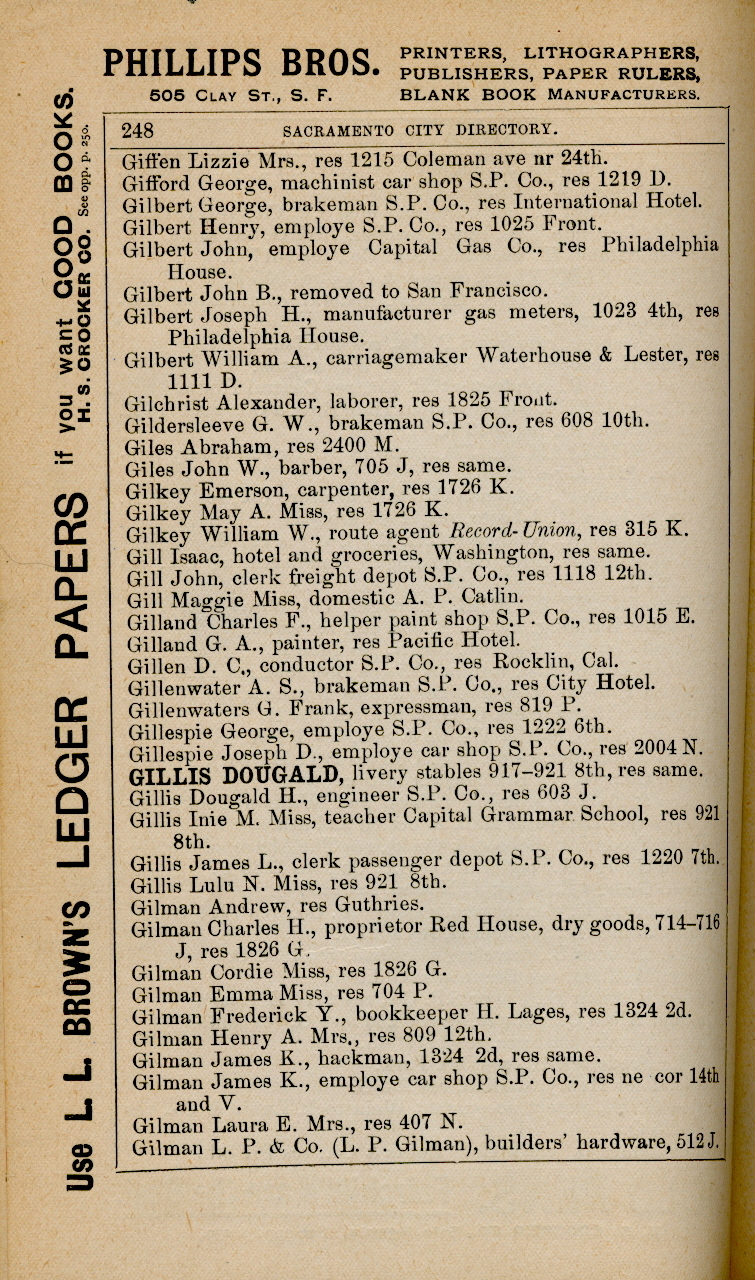 PHILLIPS BROS. PRINTERS, LITHOGRAPHERS,
PUBLISHERS, PAPER RULERS,
505 CLAY ST., S. F. BLANK BOOK MANUFACTURERS.
248 SACRAMENTO CITY DIRECTORY.
Giffen Lizzie Mrs., res 1215 Coleman ave nr 24th.
Gifford George, machinist car shop S.P. Co., res 1219 D.
Gilbert George, brakeman S.P. Co., res International Hotel.
Gilbert Henry, employe S.P. Co., res 1025 Front.
Gilbert John, employe Capital Gas Co., res Philadelphia
House.
Gilbert John B., removed to San Francisco.
Gilbert Joseph H., manufacturer gas meters, 1023 4th, res
Philadelphia House.
Gilbert William A., carriagemaker Waterhouse & Lester, res
1111 D.
Gilchrist Alexander, laborer, res 1825 Front.
Gildersleeve G. W., brakeman S.P. Co., res 608 10th.
Giles Abraham, res 2400 M.
Giles John W., barber, 705 J, res same.
Gilkey Emerson, carpenter, res 1726 K.
Gilkey May A. Miss, res 1726 K.
Gilkey William W., route agent Record-Union, res 315 K.
Gill Isaac, hotel and groceries, Washington, res same.
Gill John, clerk freight depot S.P. Co., res 1118 12th.
Gill Maggie Miss, domestic A. P. Catlin.
Gilland Charles F., helper paint shop S.P. Co., res 1015 E.
Gilland G. A., painter, res Pacific Hotel.
Gillen D. C., conductor S.P. Co., res Rocklin, Cal.
Gillenwater A. S., brakeman S.P. Co., res City Hotel.
Gillenwaters G. Frank, expressman, res 819 P.
Gillespie George, employe S.P. Co., res 1222 6th.
Gillespie Joseph D., employe car shop S.P. Co., res 2004 N.
GILLIS DOUGALD, livery stables 917–921 8th, res same.
Gillis Dougald H., engineer S.P. Co., res 603 J.
Gillis Inie M. Miss, teacher Capital Grammar School, res 921
8th.
Gillis James L., clerk passenger depot S.P. Co., res 1220 7th.
Gillis Lulu N. Miss, res 921 8th.
Gilman Andrew, res Guthries.
Gilman Charles H., proprietor Red House, dry goods, 714–716
J, res 1826 G.
Gilman Cordie Miss, res 1826 G.
Gilman Emma Miss, res 704 P.
Gilman Frederick Y., bookkeeper H. Lages, res 1324 2d.
Gilman Henry A. Mrs., res 809 12th.
Gilman James K., hackman, 1324 2d, res same.
Gilman James K., employe car shop S.P. Co., res ne cor 14th
and V.
Gilman Laura E. Mrs., res 407 N.
Gilman L. P. & Co. (L. P. Gilman), builders' hardware, 512 J.
Use L. L. BROWN'S LEDGER PAPERS if you want GOOD BOOKS.
H. S. CROCKER CO. See opp. p. 250.